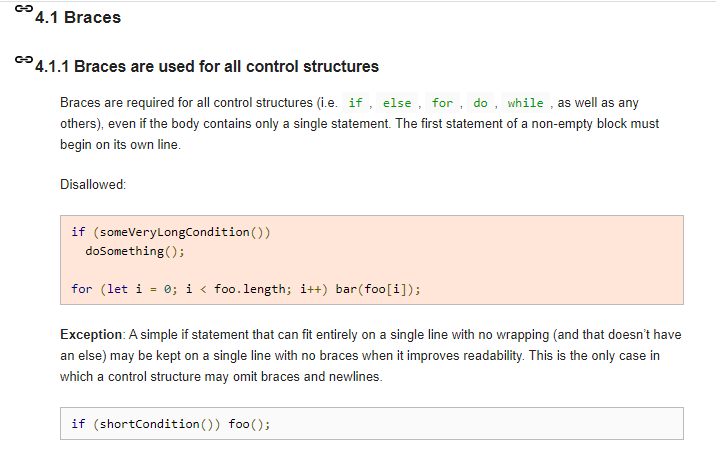 4.1 Braces
4.1.1 Braces are used for all control structures
Braces are required for all control structures (i.e. if , else , for , do , while , as well as any
others), even if the body contains only a single statement. The first statement of a non-empty block must
begin on its own line.
Disallowed:
if (someVeryLongCondition())
  doSomething();
for (let i = 0; i < foo.length; i++) bar(foo[i]);
Exception: A simple if statement that can fit entirely on a single line with no wrapping (and that doesn’t have
an else) may be kept on a single line with no braces when it improves readability. This is the only case in
which a control structure may omit braces and newlines.
if (shortCondition()) foo();